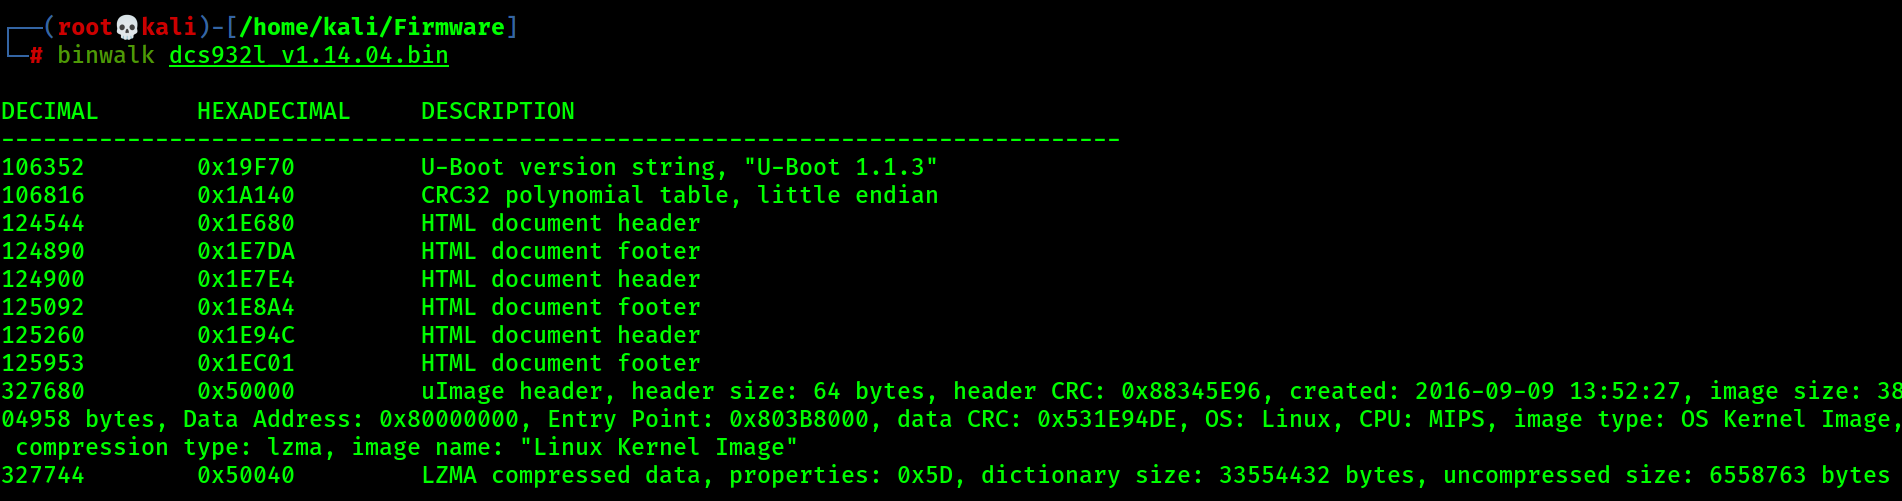 ┌──(root💀kali)-[/home/kali/Firmware]
└─# binwalk dcs932l_v1.14.04.bin
DECIMAL       HEXADECIMAL     DESCRIPTION
--------------------------------------------------------------------------------
106352        0x19F70         U-Boot version string, "U-Boot 1.1.3"
106816        0x1A140         CRC32 polynomial table, little endian
124544        0x1E680         HTML document header
124890        0x1E7DA         HTML document footer
124900        0x1E7E4         HTML document header
125092        0x1E8A4         HTML document footer
125260        0x1E94C         HTML document header
125953        0x1EC01         HTML document footer
327680        0x50000         uImage header, header size: 64 bytes, header CRC: 0x88345E96, created: 2016-09-09 13:52:27, image size: 38
04958 bytes, Data Address: 0x80000000, Entry Point: 0x803B8000, data CRC: 0x531E94DE, OS: Linux, CPU: MIPS, image type: OS Kernel Image,
 compression type: lzma, image name: "Linux Kernel Image"
327744        0x50040         LZMA compressed data, properties: 0x5D, dictionary size: 33554432 bytes, uncompressed size: 6558763 bytes